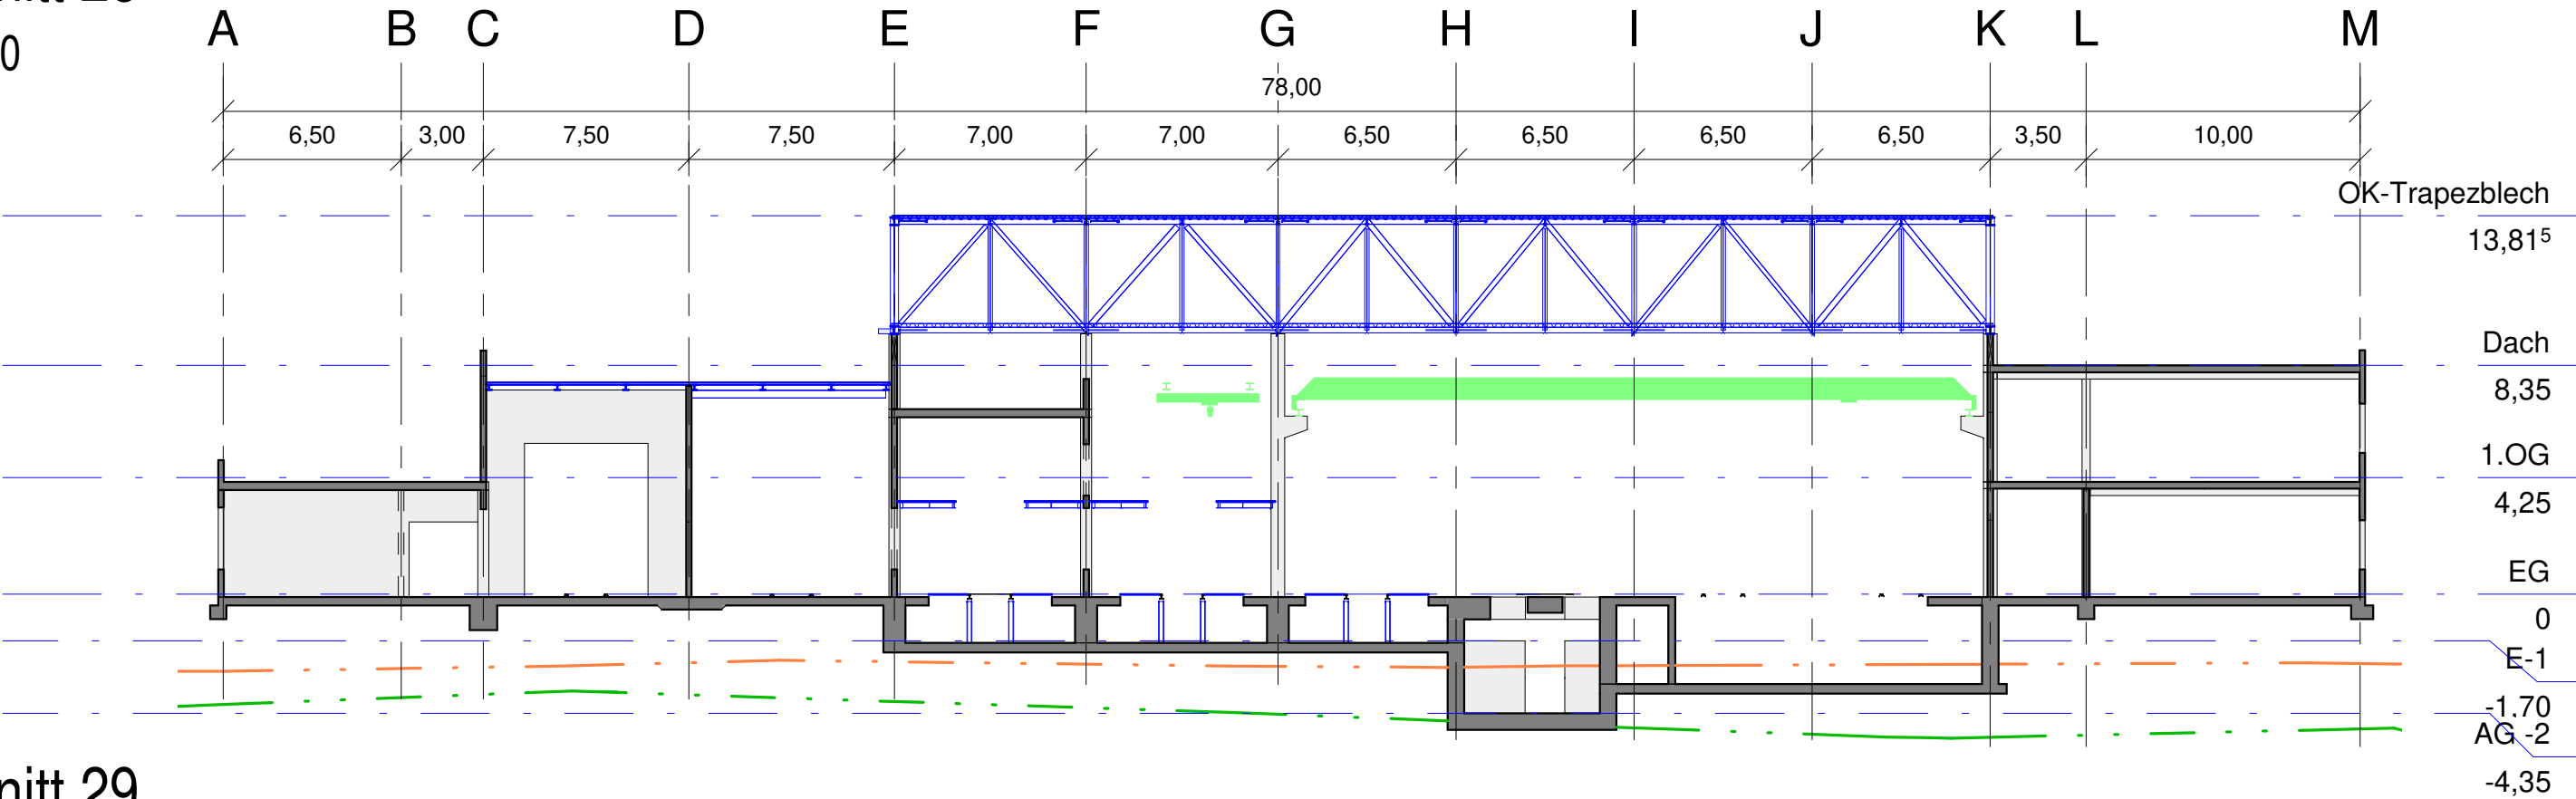 A B C D E F G H I J K L M
0
78,00
6,50 3,00 7,50 7,50 7,00 7,00 6,50 6,50 6,50 6,50 3,50 10,00
OK-Trapezblech
13,81⁵
Dach
8,35
1.OG
4,25
EG
0
E-1
-1,70
AG -2
-4,35
nitt 29